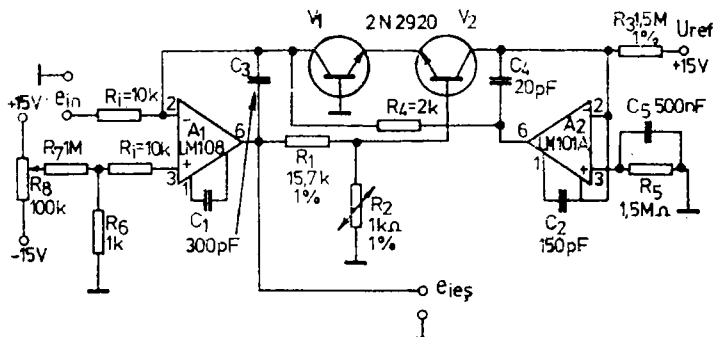 V1
2N2920
V2
R3 1,5M
1%
Uref
+15V
C3
C4
20pF
Ri=10k
ein
+15V
2
-
A1
LM108
+
3
1
6
R4=2k
6
A2
LM101A
2
-
+
3
1
C5 500nF
R7 1M
Ri=10k
R8
100k
-15V
R6
1k
C1
300pF
R1
15,7k
1%
R2
1kΩ
1%
C2
150pF
R5
1,5MΩ
eieş